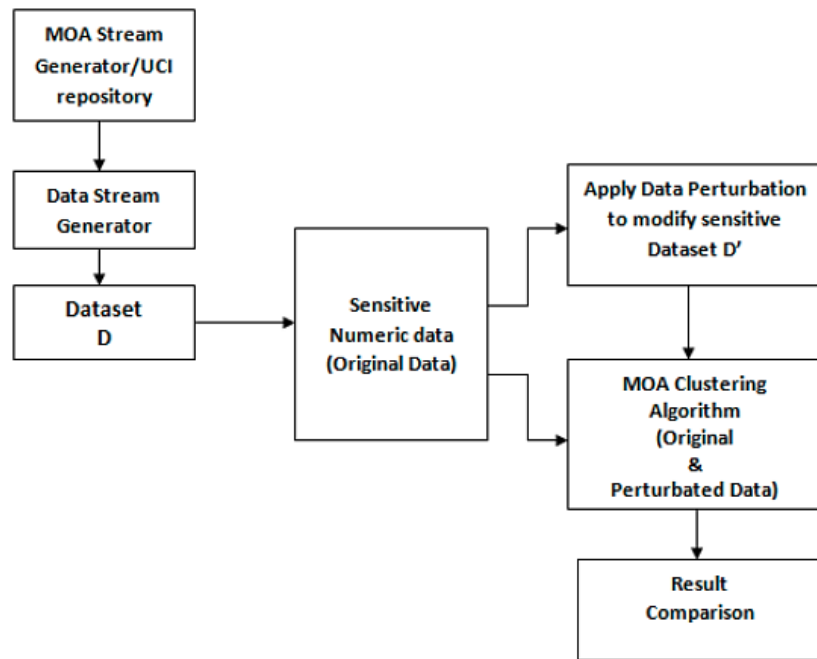 MOA Stream
Generator/UCI
repository
Data Stream
Generator
Dataset
D
Sensitive
Numeric data
(Original Data)
Apply Data Perturbation
to modify sensitive
Dataset D’
MOA Clustering
Algorithm
(Original
&
Perturbated Data)
Result
Comparison